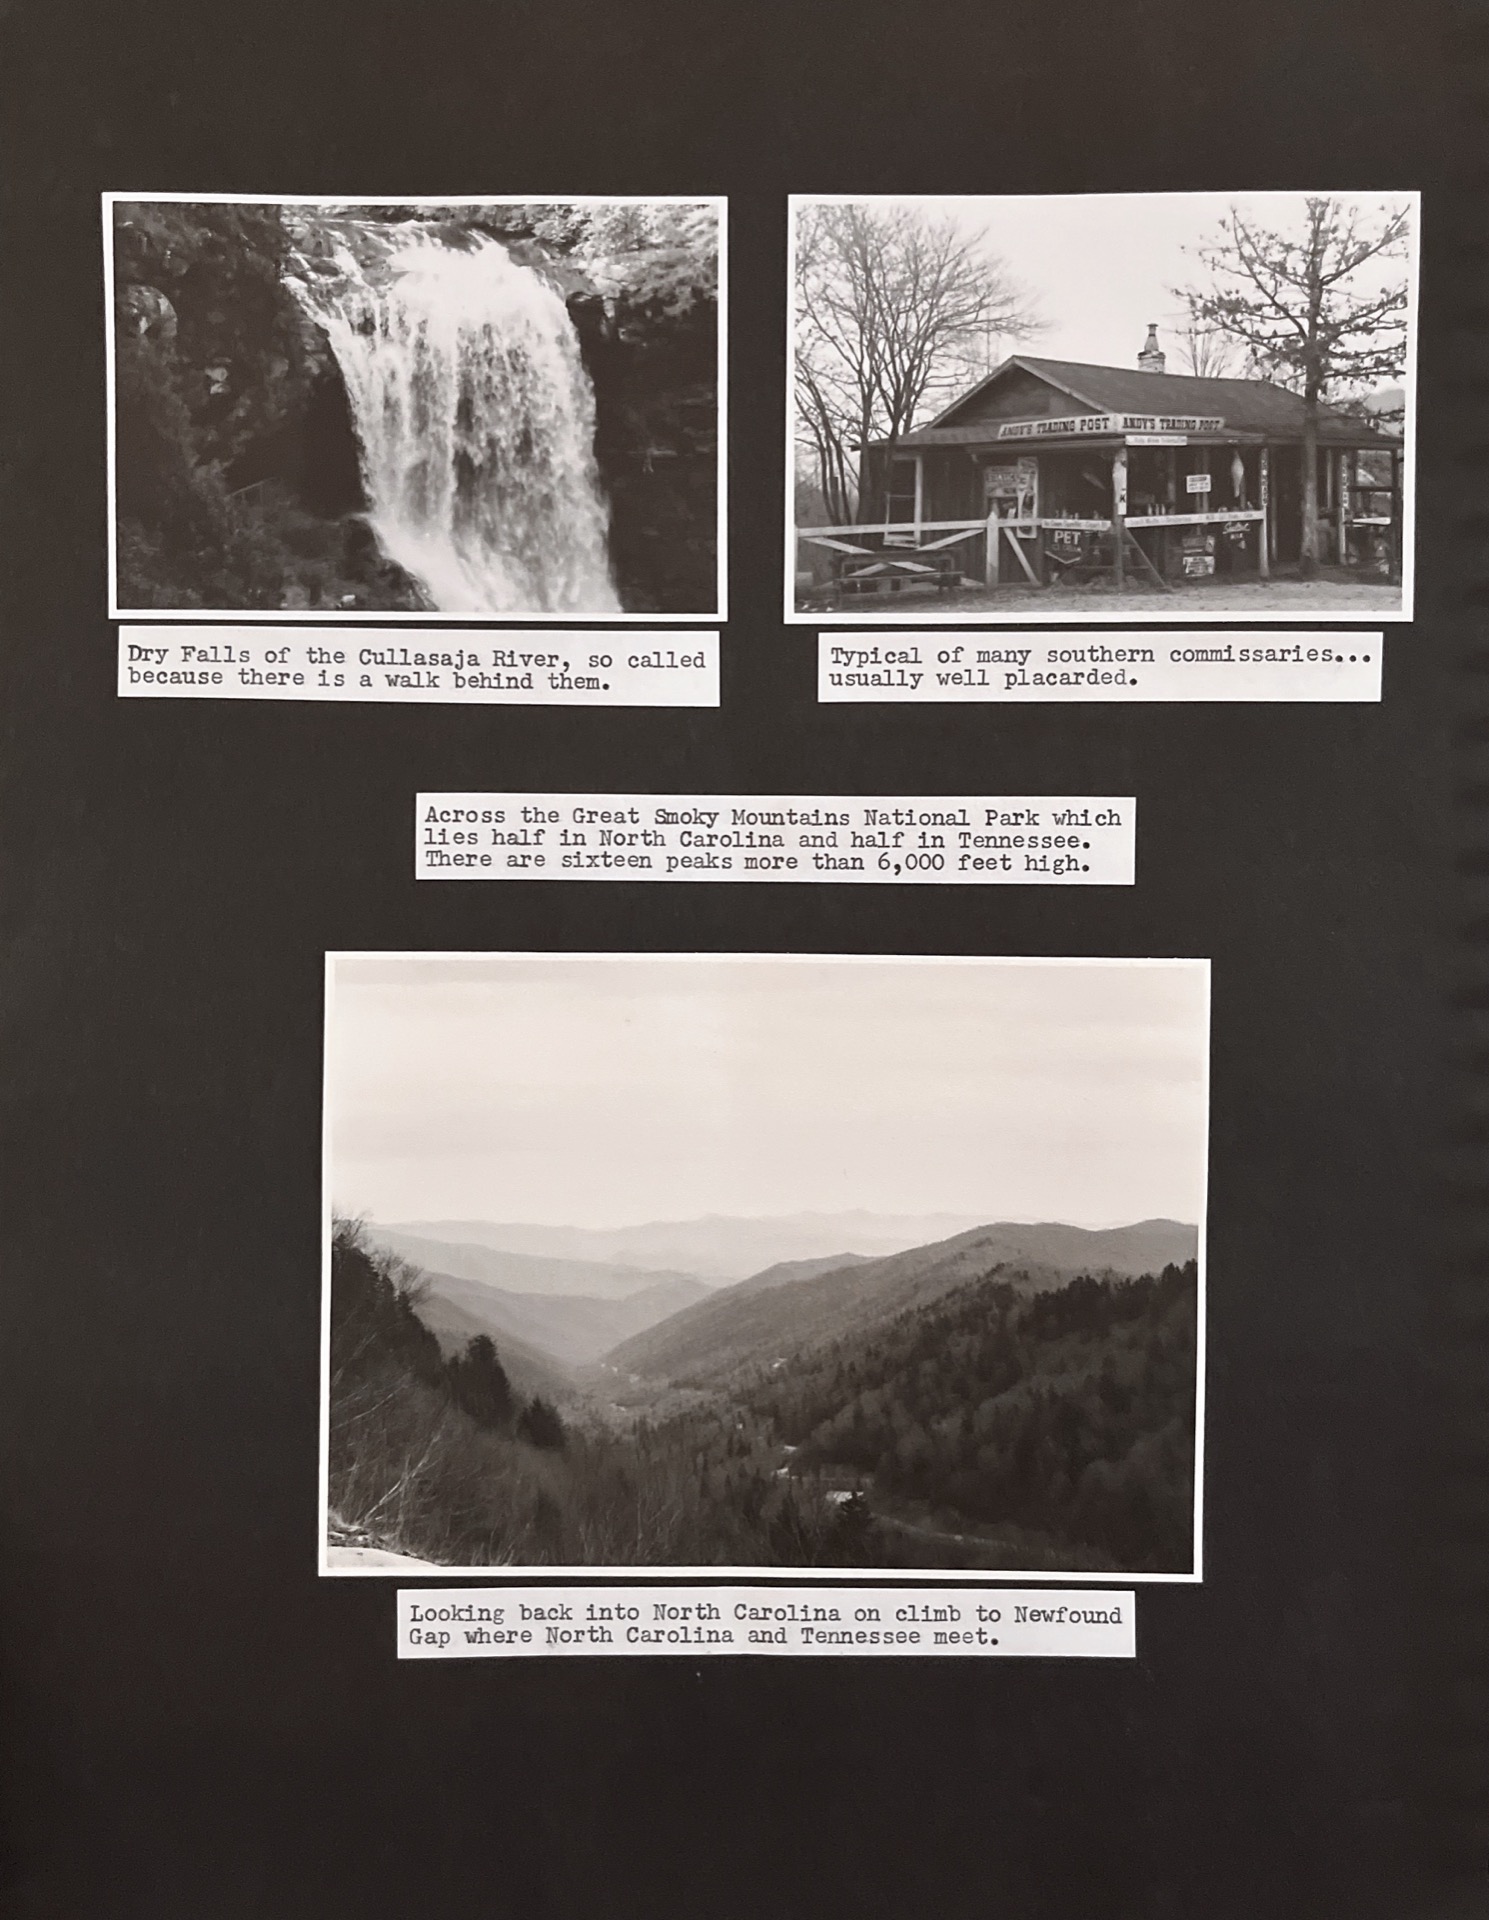 ANDY'S TRADING POST ANDY'S TRADING POST
PET
Dry Falls of the Cullasaja River, so called
because there is a walk behind them.
Typical of many southern commissaries...
usually well placarded.
Across the Great Smoky Mountains National Park which
lies half in North Carolina and half in Tennessee.
There are sixteen peaks more than 6,000 feet high.
Looking back into North Carolina on climb to Newfound
Gap where North Carolina and Tennessee meet.